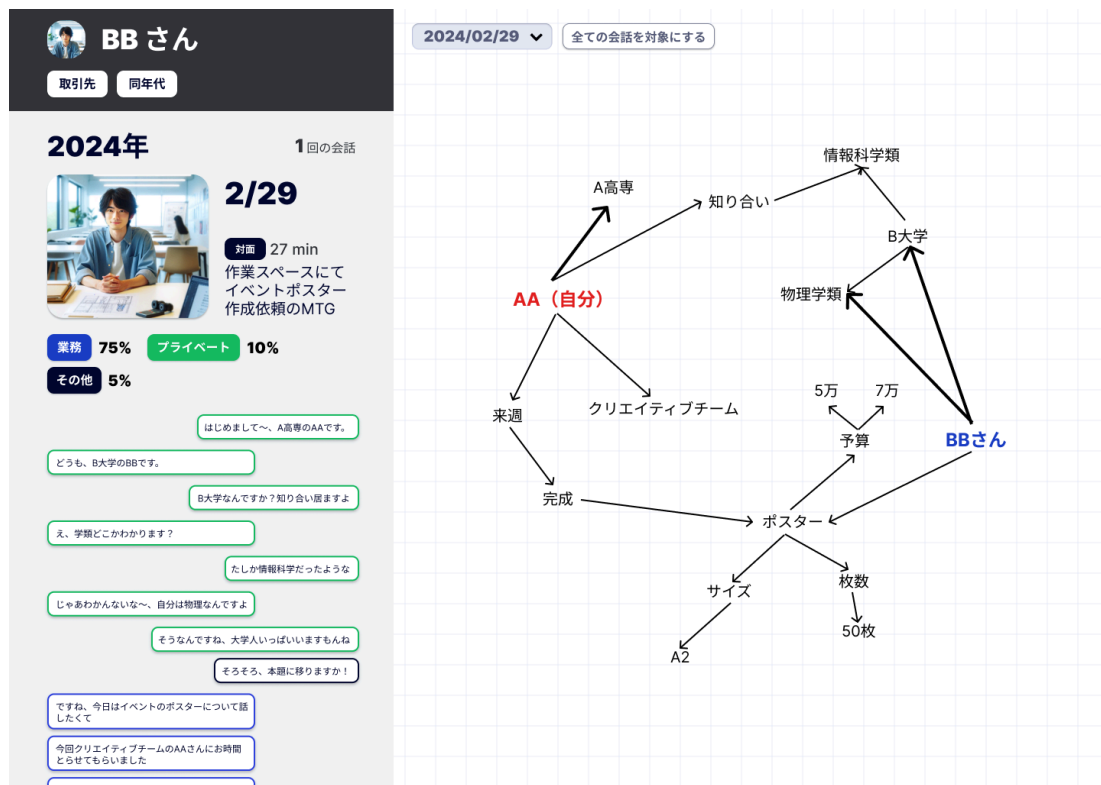 BB さん
取引先
同年代
2024年
1回の会話
2/29
対面 27 min
作業スペースにて
イベントポスター
作成依頼のMTG
業務 75% プライベート 10%
その他 5%
はじめまして〜、A高専のAAです。
どうも、B大学のBBです。
B大学なんですか？知り合い居ますよ
え、学類どこかわかります？
たしか情報科学だったような
じゃあわかんないな〜、自分は物理なんですよ
そうなんですね、大学人いっぱいいますもんね
そろそろ、本題に移りますか！
ですね、今日はイベントのポスターについて話
したくて
今回クリエイティブチームのAAさんにお時間
とらせてもらいました
2024/02/29
全ての会話を対象にする
情報科学類
A高専
知り合い
B大学
物理学類
AA（自分）
5万
7万
来週
クリエイティブチーム
予算
BBさん
完成
ポスター
サイズ
枚数
50枚
A2